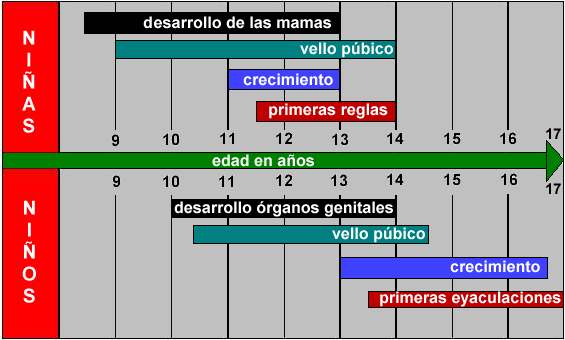 NIÑAS
desarrollo de las mamas
vello púbico
crecimiento
primeras reglas
9 10 11 12 13 14 15 16 17
edad en años
9 10 11 12 13 14 15 16 17
NIÑOS
desarrollo órganos genitales
vello púbico
crecimiento
primeras eyaculaciones